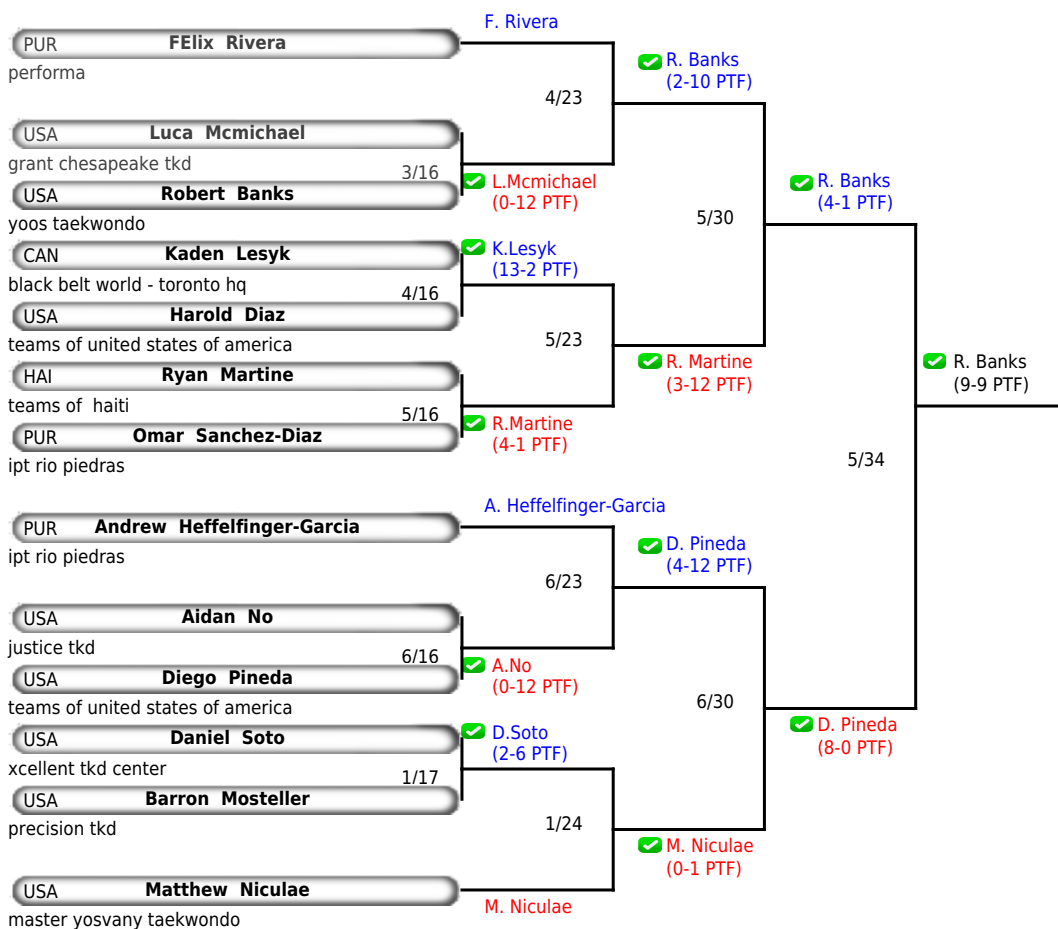 F. Rivera
PUR FElix Rivera
performa
R. Banks
(2-10 PTF)
4/23
USA Luca Mcmichael
grant chesapeake tkd
3/16
L.Mcmichael
(0-12 PTF)
USA Robert Banks
yoos taekwondo
R. Banks
(4-1 PTF)
5/30
CAN Kaden Lesyk
black belt world - toronto hq
K.Lesyk
(13-2 PTF)
4/16
USA Harold Diaz
teams of united states of america
5/23
HAI Ryan Martine
teams of haiti
R. Martine
(3-12 PTF)
R. Banks
(9-9 PTF)
5/16
R.Martine
(4-1 PTF)
PUR Omar Sanchez-Diaz
ipt rio piedras
5/34
A. Heffelfinger-Garcia
PUR Andrew Heffelfinger-Garcia
ipt rio piedras
D. Pineda
(4-12 PTF)
6/23
USA Aidan No
justice tkd
6/16
A.No
(0-12 PTF)
USA Diego Pineda
teams of united states of america
6/30
D. Pineda
(8-0 PTF)
USA Daniel Soto
xcellent tkd center
D.Soto
(2-6 PTF)
1/17
USA Barron Mosteller
precision tkd
1/24
M. Niculae
(0-1 PTF)
USA Matthew Niculae
master yosvany taekwondo
M. Niculae